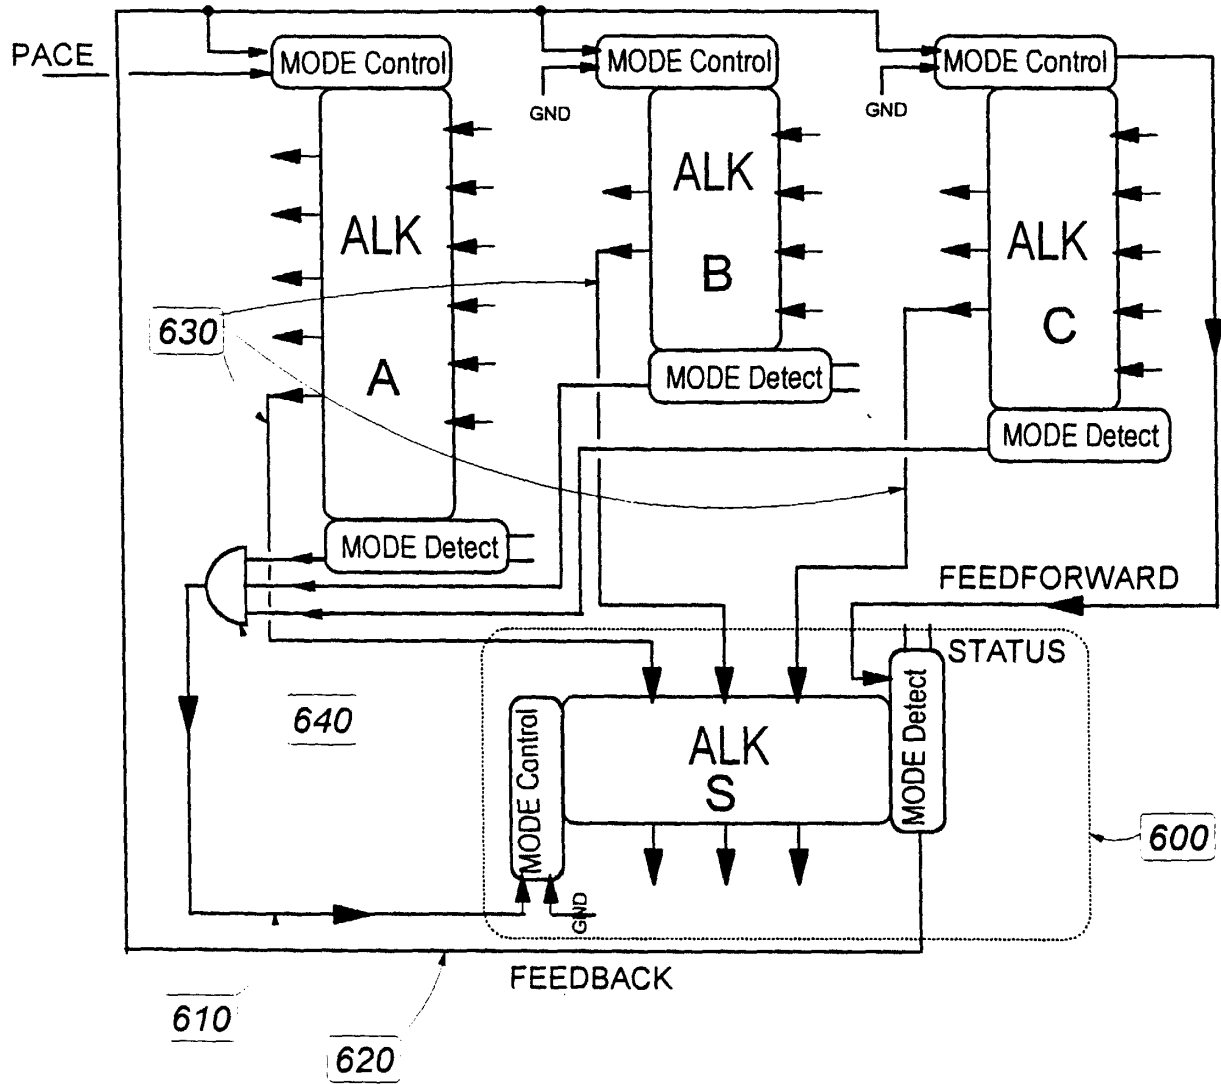 PACE
MODE Control
MODE Control
MODE Control
GND
GND
ALK
A
ALK
B
ALK
C
630
MODE Detect
MODE Detect
MODE Detect
FEEDFORWARD
STATUS
640
MODE Control
ALK
S
MODE Detect
600
GND
FEEDBACK
610
620